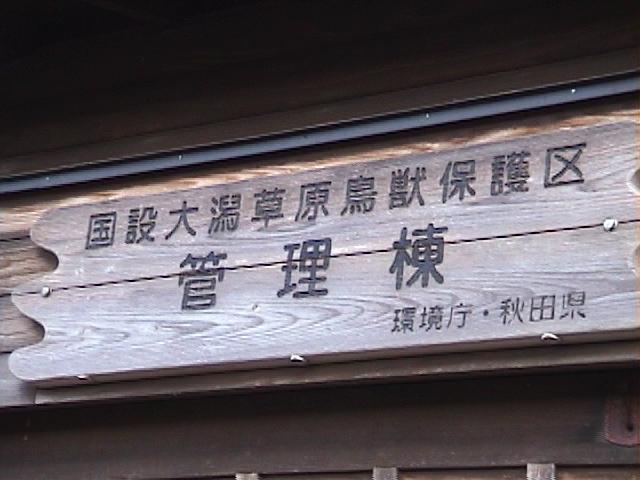 国設大潟草原鳥獣保護区
管理棟
環境庁・秋田県